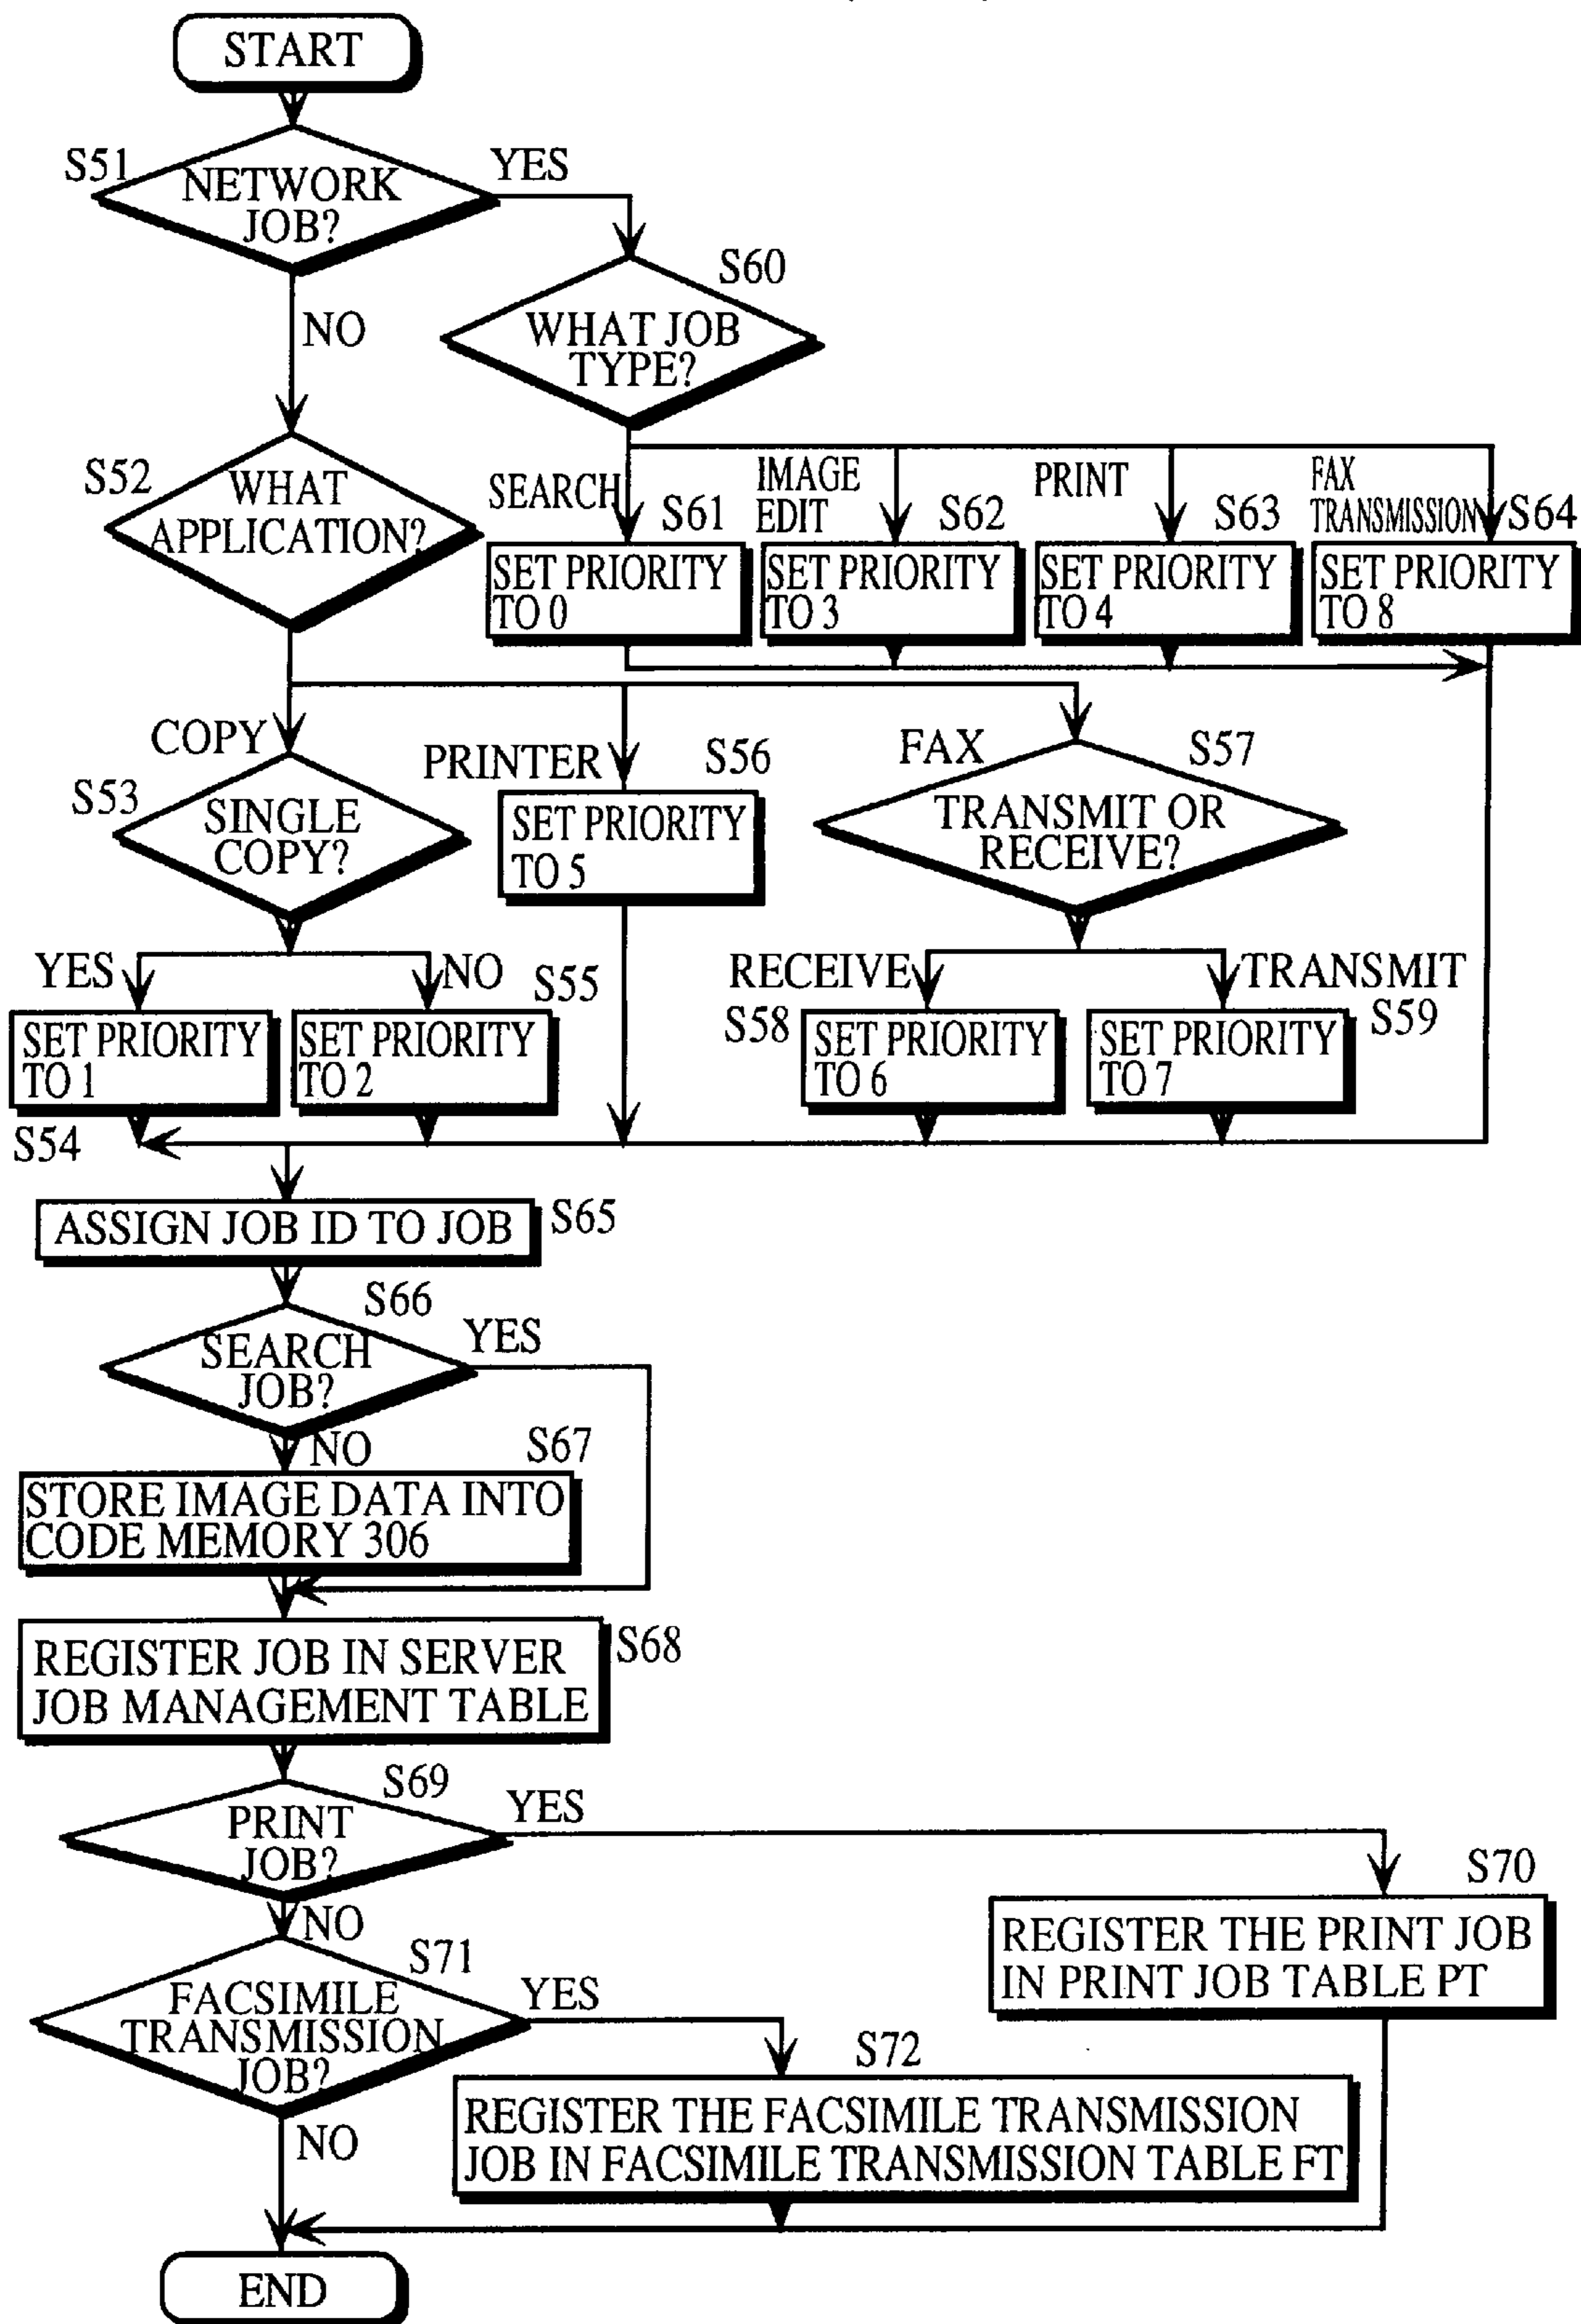 START
S51
NETWORK
JOB?
YES
NO
S60
WHAT JOB
TYPE?
S52
WHAT
APPLICATION?
SEARCH
S61
SET PRIORITY
TO 0
IMAGE
EDIT
S62
SET PRIORITY
TO 3
PRINT
S63
SET PRIORITY
TO 4
FAX
TRANSMISSION
S64
SET PRIORITY
TO 8
COPY
S53
SINGLE
COPY?
PRINTER
S56
SET PRIORITY
TO 5
FAX
S57
TRANSMIT OR
RECEIVE?
YES
SET PRIORITY
TO 1
S54
NO
S55
SET PRIORITY
TO 2
RECEIVE
S58
SET PRIORITY
TO 6
TRANSMIT
S59
SET PRIORITY
TO 7
ASSIGN JOB ID TO JOB
S65
S66
SEARCH
JOB?
YES
NO
S67
STORE IMAGE DATA INTO
CODE MEMORY 306
REGISTER JOB IN SERVER
JOB MANAGEMENT TABLE
S68
S69
PRINT
JOB?
YES
NO
S70
REGISTER THE PRINT JOB
IN PRINT JOB TABLE PT
S71
FACSIMILE
TRANSMISSION
JOB?
YES
NO
S72
REGISTER THE FACSIMILE TRANSMISSION
JOB IN FACSIMILE TRANSMISSION TABLE FT
END